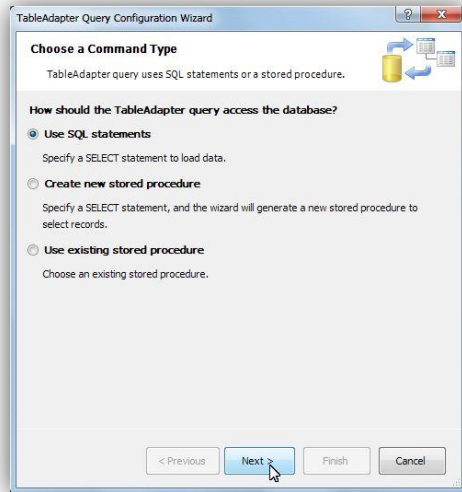 TableAdapter Query Configuration Wizard
?
X
Choose a Command Type
TableAdapter query uses SQL statements or a stored procedure.
How should the TableAdapter query access the database?
Use SQL statements
Specify a SELECT statement to load data.
Create new stored procedure
Specify a SELECT statement, and the wizard will generate a new stored procedure to
select records.
Use existing stored procedure
Choose an existing stored procedure.
< Previous Next > Finish Cancel